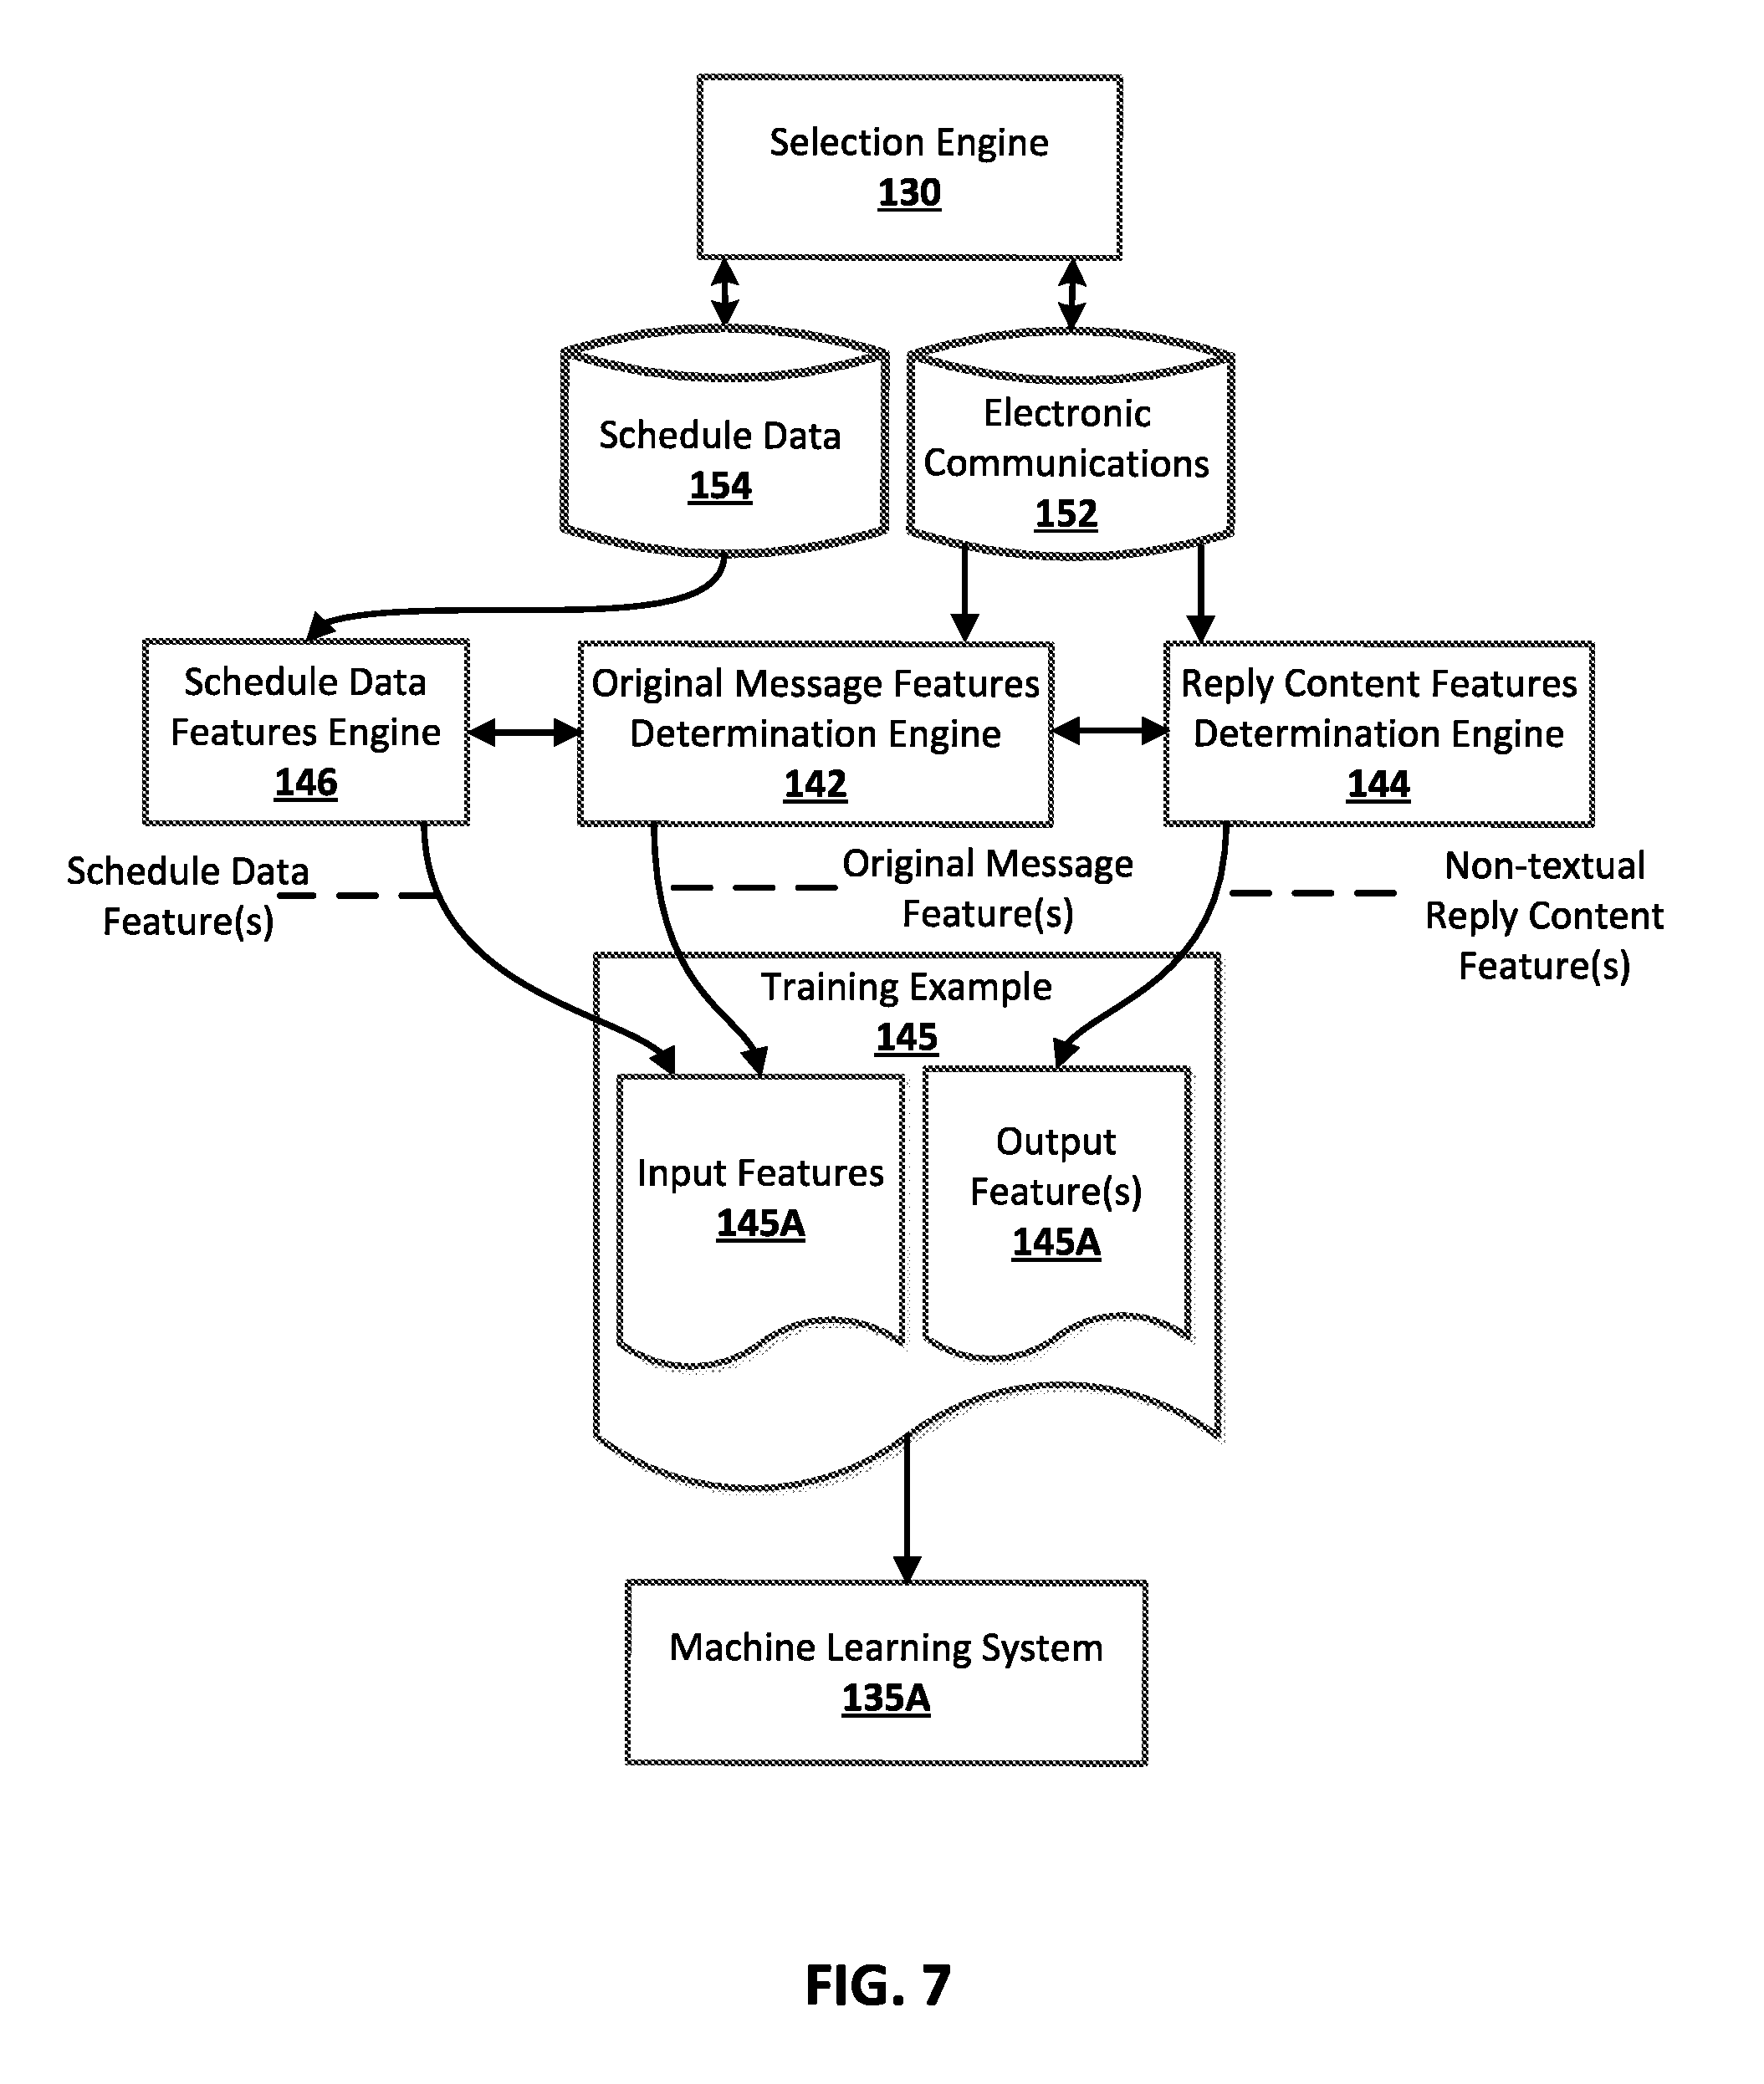 Selection Engine
130
Schedule Data
154
Electronic
Communications
152
Schedule Data
Features Engine
146
Original Message Features
Determination Engine
142
Reply Content Features
Determination Engine
144
Schedule Data
Feature(s)
Original Message
Feature(s)
Non-textual
Reply Content
Feature(s)
Training Example
145
Input Features
145A
Output
Feature(s)
145A
Machine Learning System
135A
FIG. 7